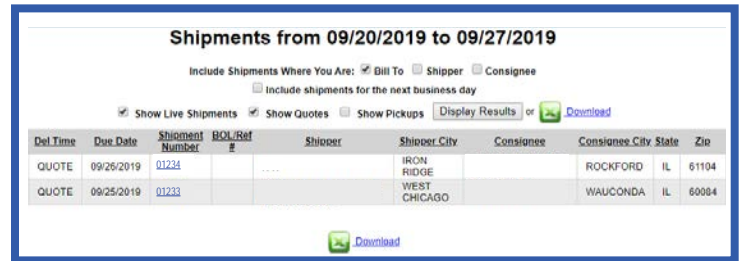 Shipments from 09/20/2019 to 09/27/2019
Include Shipments Where You Are: Bill To Shipper Consignee
Include shipments for the next business day
Show Live Shipments Show Quotes Show Pickups Display Results or Download
Del Time Due Date Shipment Number BOL/Ref # Shipper Shipper City Consignee Consignee City State Zip
QUOTE 09/26/2019 01234 IRON RIDGE ROCKFORD IL 61104
QUOTE 09/25/2019 01233 WEST CHICAGO WAUCONDA IL 60084
Download